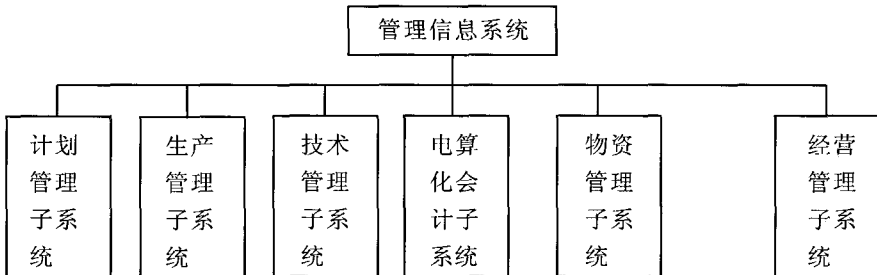 管理信息系统
计划
管理
子系
统
生产
管理
子系
统
技术
管理
子系
统
电算
化会
计子
系统
物资
管理
子系
统
经营
管理
子系
统